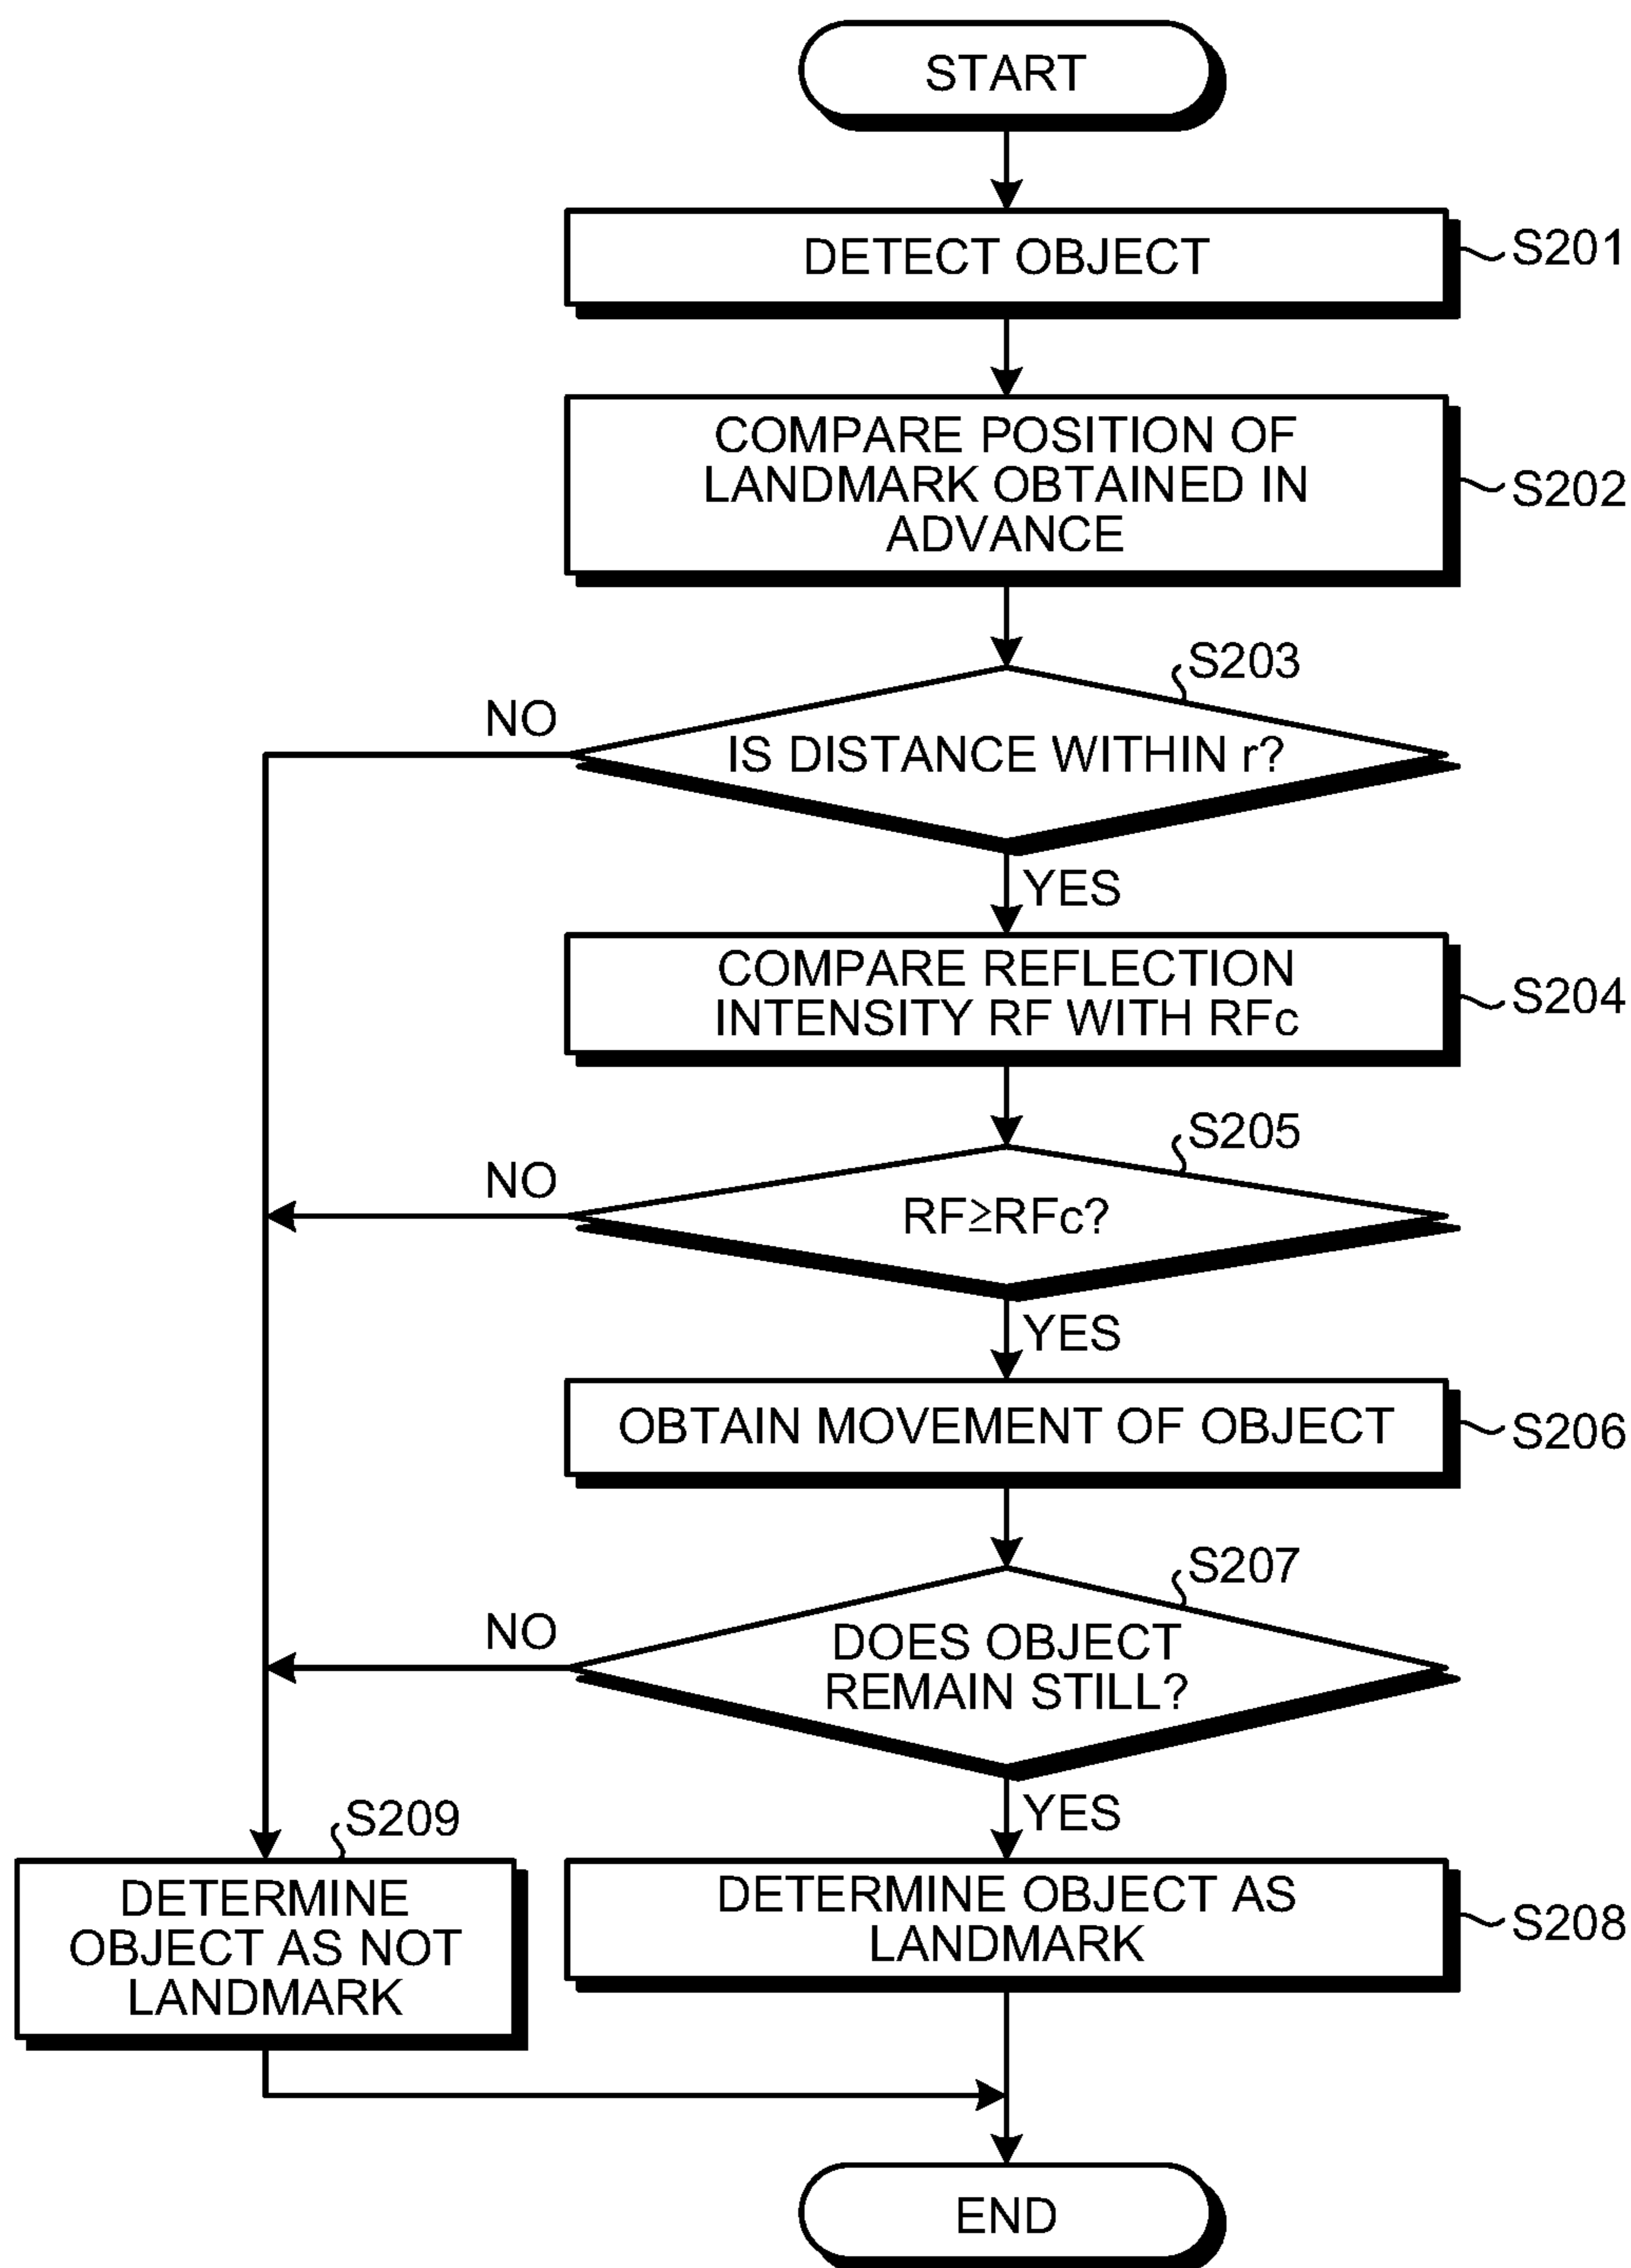 START
DETECT OBJECT
S201
COMPARE POSITION OF
LANDMARK OBTAINED IN
ADVANCE
S202
S203
NO
IS DISTANCE WITHIN r?
YES
COMPARE REFLECTION
INTENSITY RF WITH RFc
S204
S205
NO
RF≧RFc?
YES
OBTAIN MOVEMENT OF OBJECT
S206
S207
NO
DOES OBJECT
REMAIN STILL?
YES
S209
DETERMINE
OBJECT AS NOT
LANDMARK
DETERMINE OBJECT AS
LANDMARK
S208
END